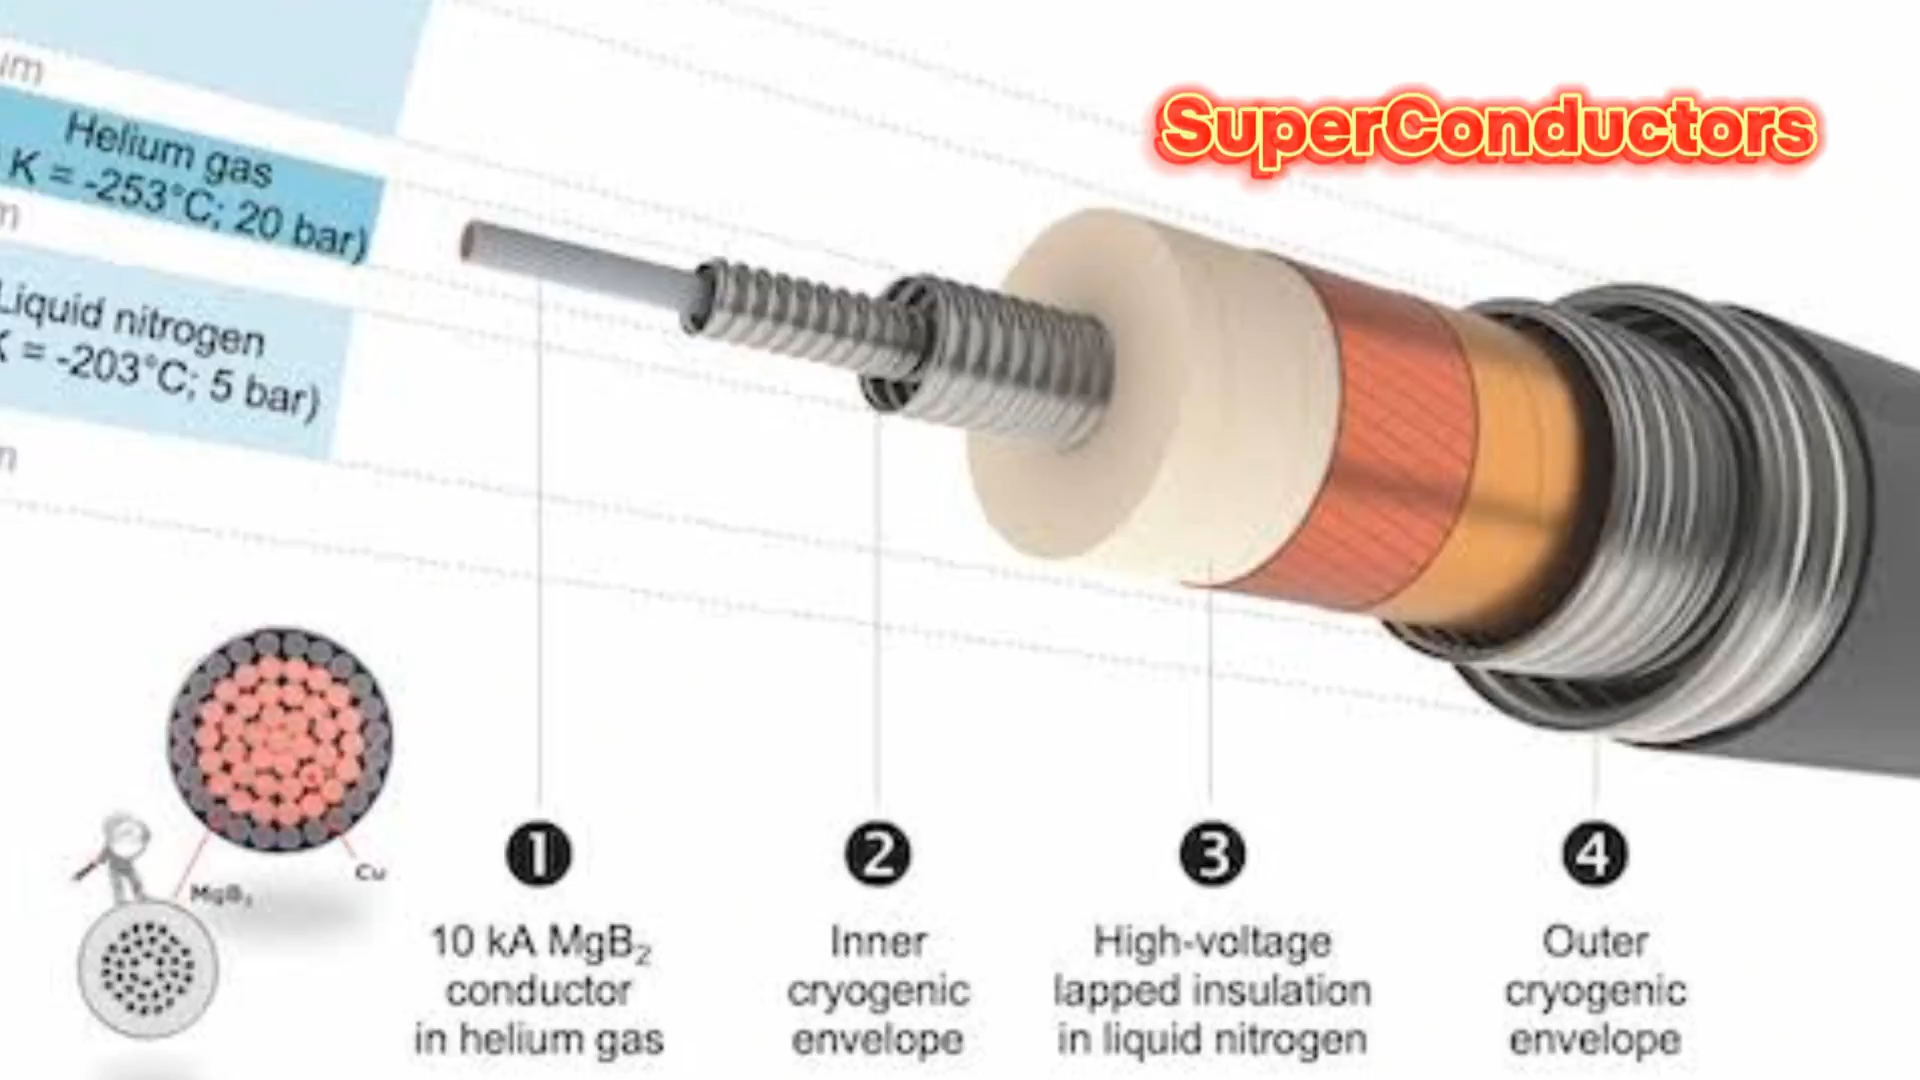 SuperConductors
um
Helium gas
K = -253°C; 20 bar)
m
Liquid nitrogen
K = -203°C; 5 bar)
n
Cu
MgB₂
1
10 kA MgB₂
conductor
in helium gas
2
Inner
cryogenic
envelope
3
High-voltage
lapped insulation
in liquid nitrogen
4
Outer
cryogenic
envelope